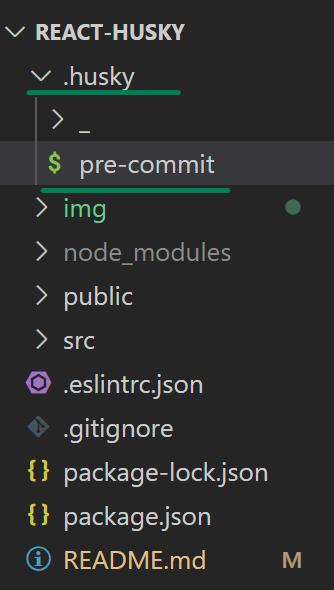 REACT-HUSKY
.husky
_
$ pre-commit
img
node_modules
public
src
.eslintrc.json
.gitignore
{} package-lock.json
{} package.json
README.md M